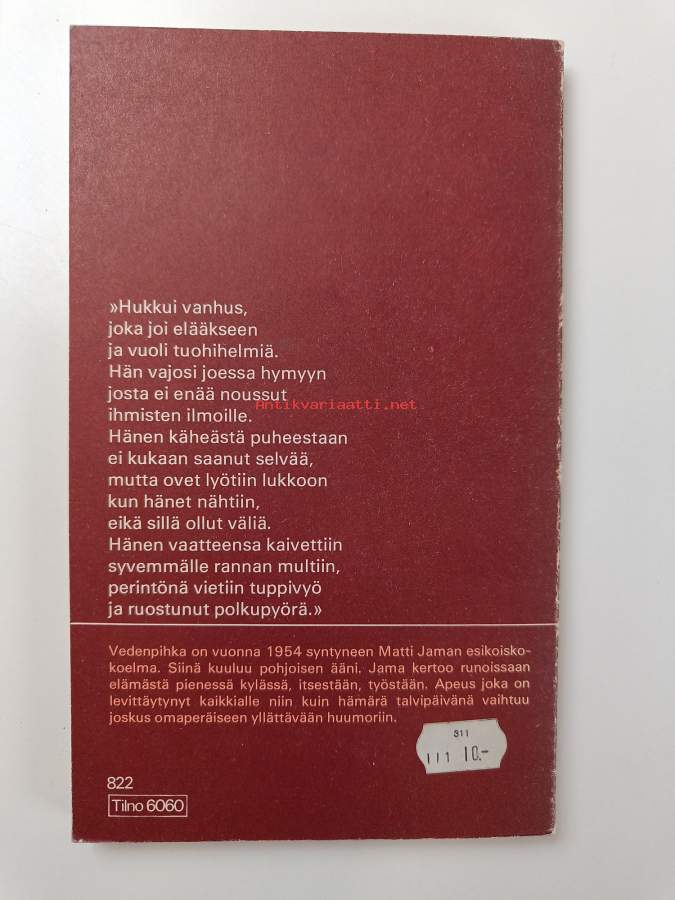 »Hukkui vanhus,
joka joi elääkseen
ja vuoli tuohihelmiä.
Hän vajosi joessa hymyyn
josta ei enää noussut
Antikvariaatti.net
ihmisten ilmoille.
Hänen käheästä puheestaan
ei kukaan saanut selvää,
mutta ovet lyötiin lukkoon
kun hänet nähtiin,
eikä sillä ollut väliä.
Hänen vaatteensa kaivettiin
syvemmälle rannan multiin,
perintönä vietiin tuppivyö
ja ruostunut polkupyörä.»
Vedenpihka on vuonna 1954 syntyneen Matti Jaman esikoisko-
koelma. Siinä kuuluu pohjoisen ääni. Jama kertoo runoissaan
elämästä pienessä kylässä, itsestään, työstään. Apeus joka on
levittäytynyt kaikkialle niin kuin hämärä talvipäivänä vaihtuu
joskus omaperäiseen yllättävään huumoriin.
311
111 10.-
822
Tilno 6060